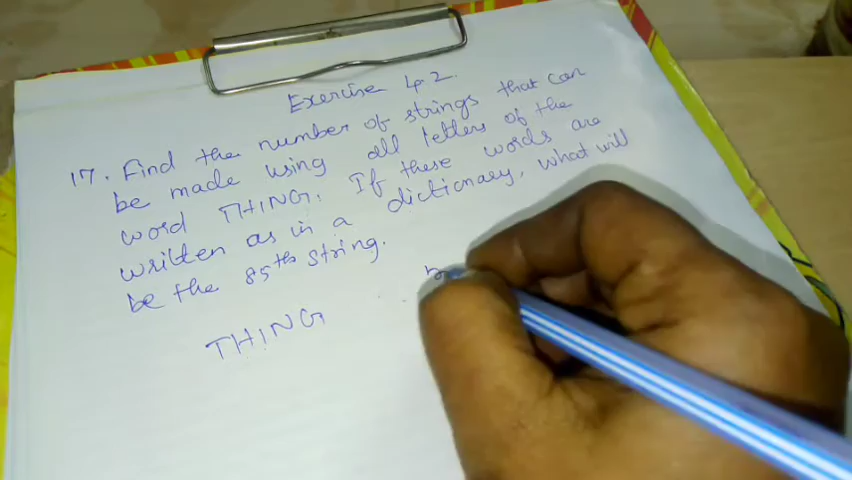 Exercise 4.2.
17. Find the number of strings that can
be made using all letters of the
word THING. If these words are
written as in a dictionary, what will
be the 85th string.
THING